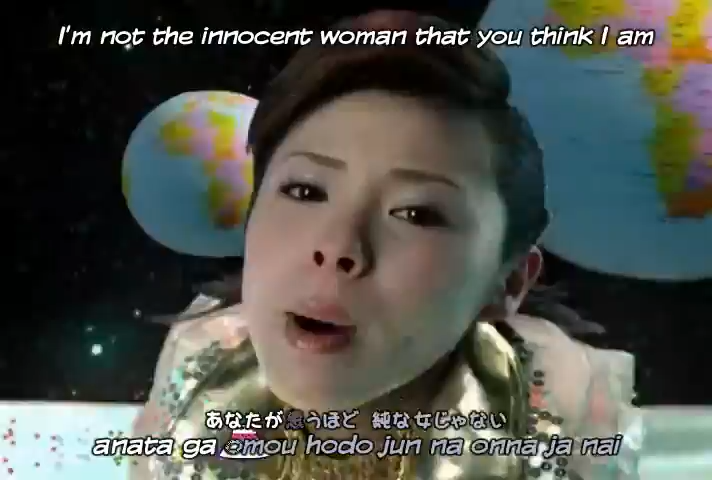 I'm not the innocent woman that you think I am
あなたが思うほど 純な女じゃない
anata ga omou hodo jun na onna ja nai